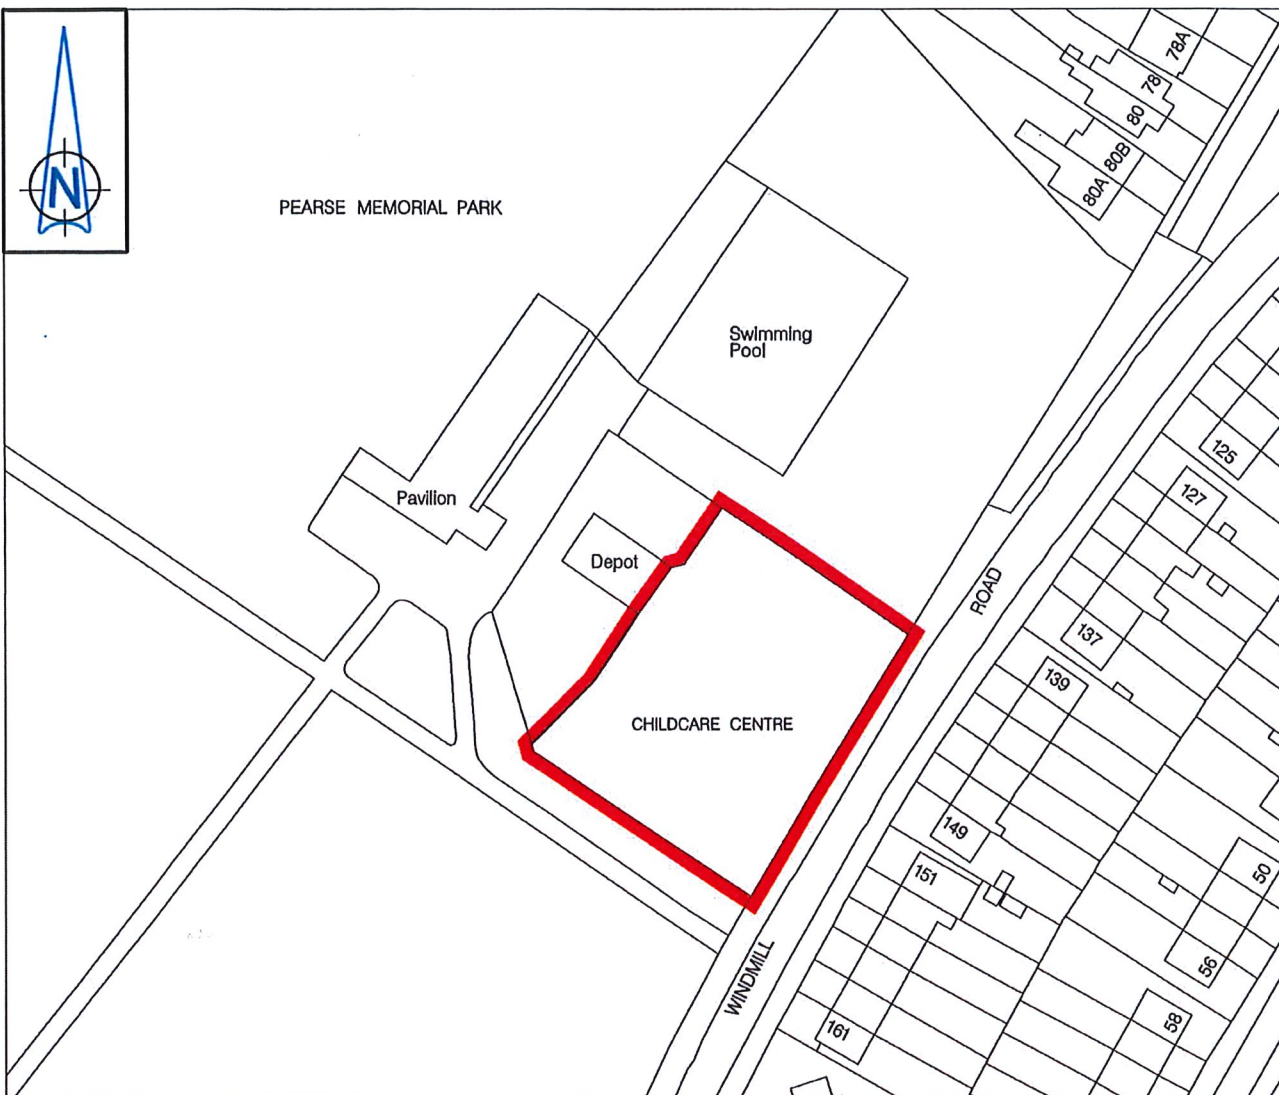 N
PEARSE MEMORIAL PARK
78A
78
80
80B
80A
Swimming
Pool
125
127
Pavilion
Depot
ROAD
137
139
CHILDCARE CENTRE
149
151
50
56
WINDMILL
58
161